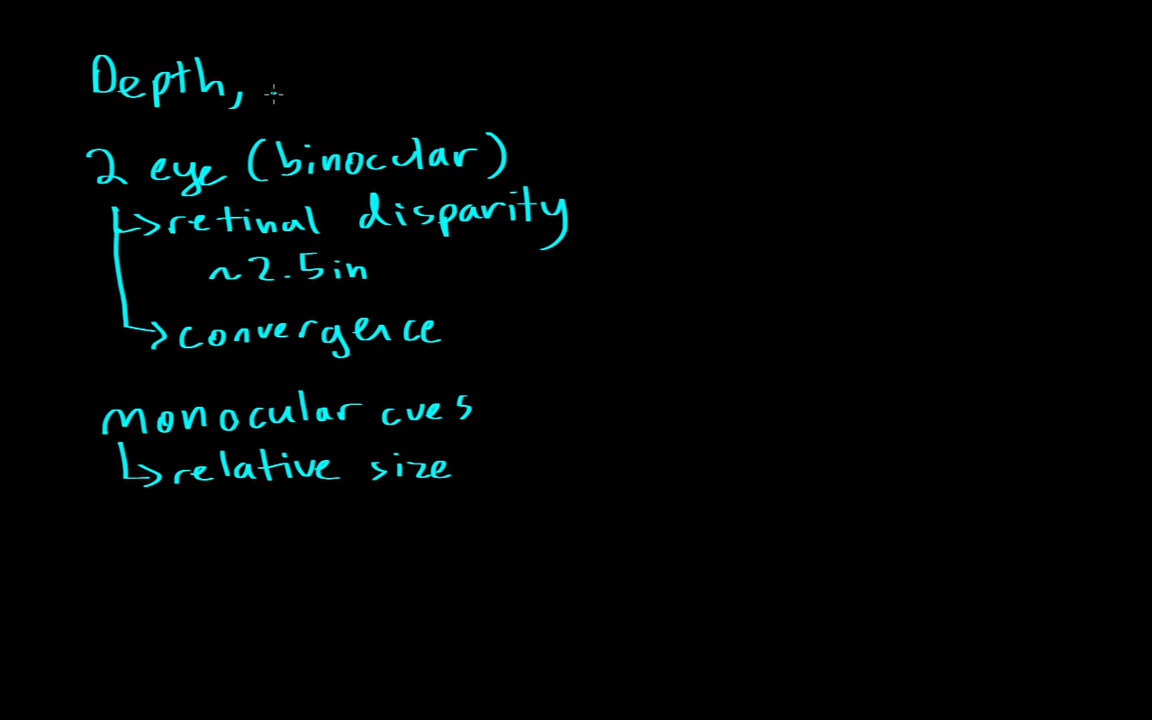 Depth,
2 eye (binocular)
→retinal disparity
~2.5in
→convergence
monocular cues
→relative size